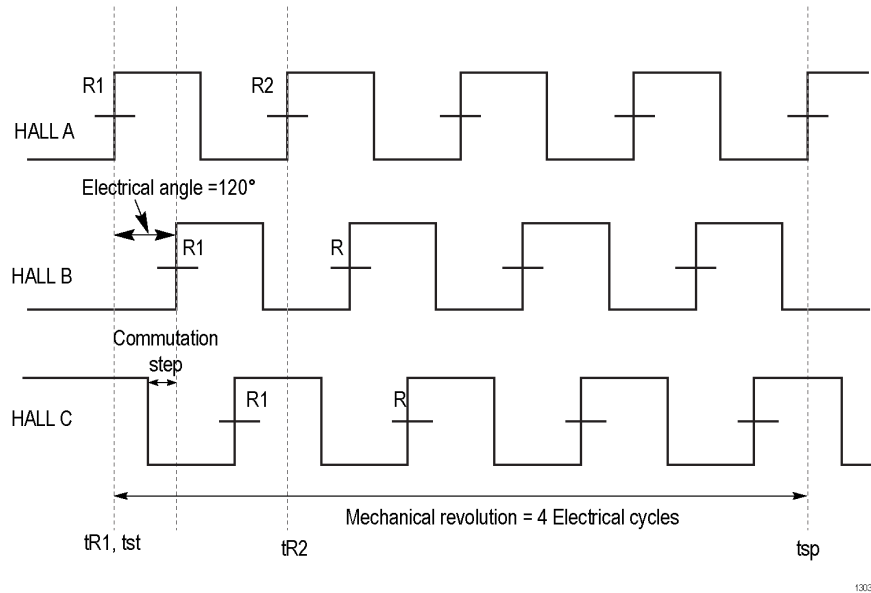 R1
R2
HALL A
Electrical angle =120°
R1
R
HALL B
Commutation
step
R1
R
HALL C
Mechanical revolution = 4 Electrical cycles
tR1, tst
tR2
tsp
1303